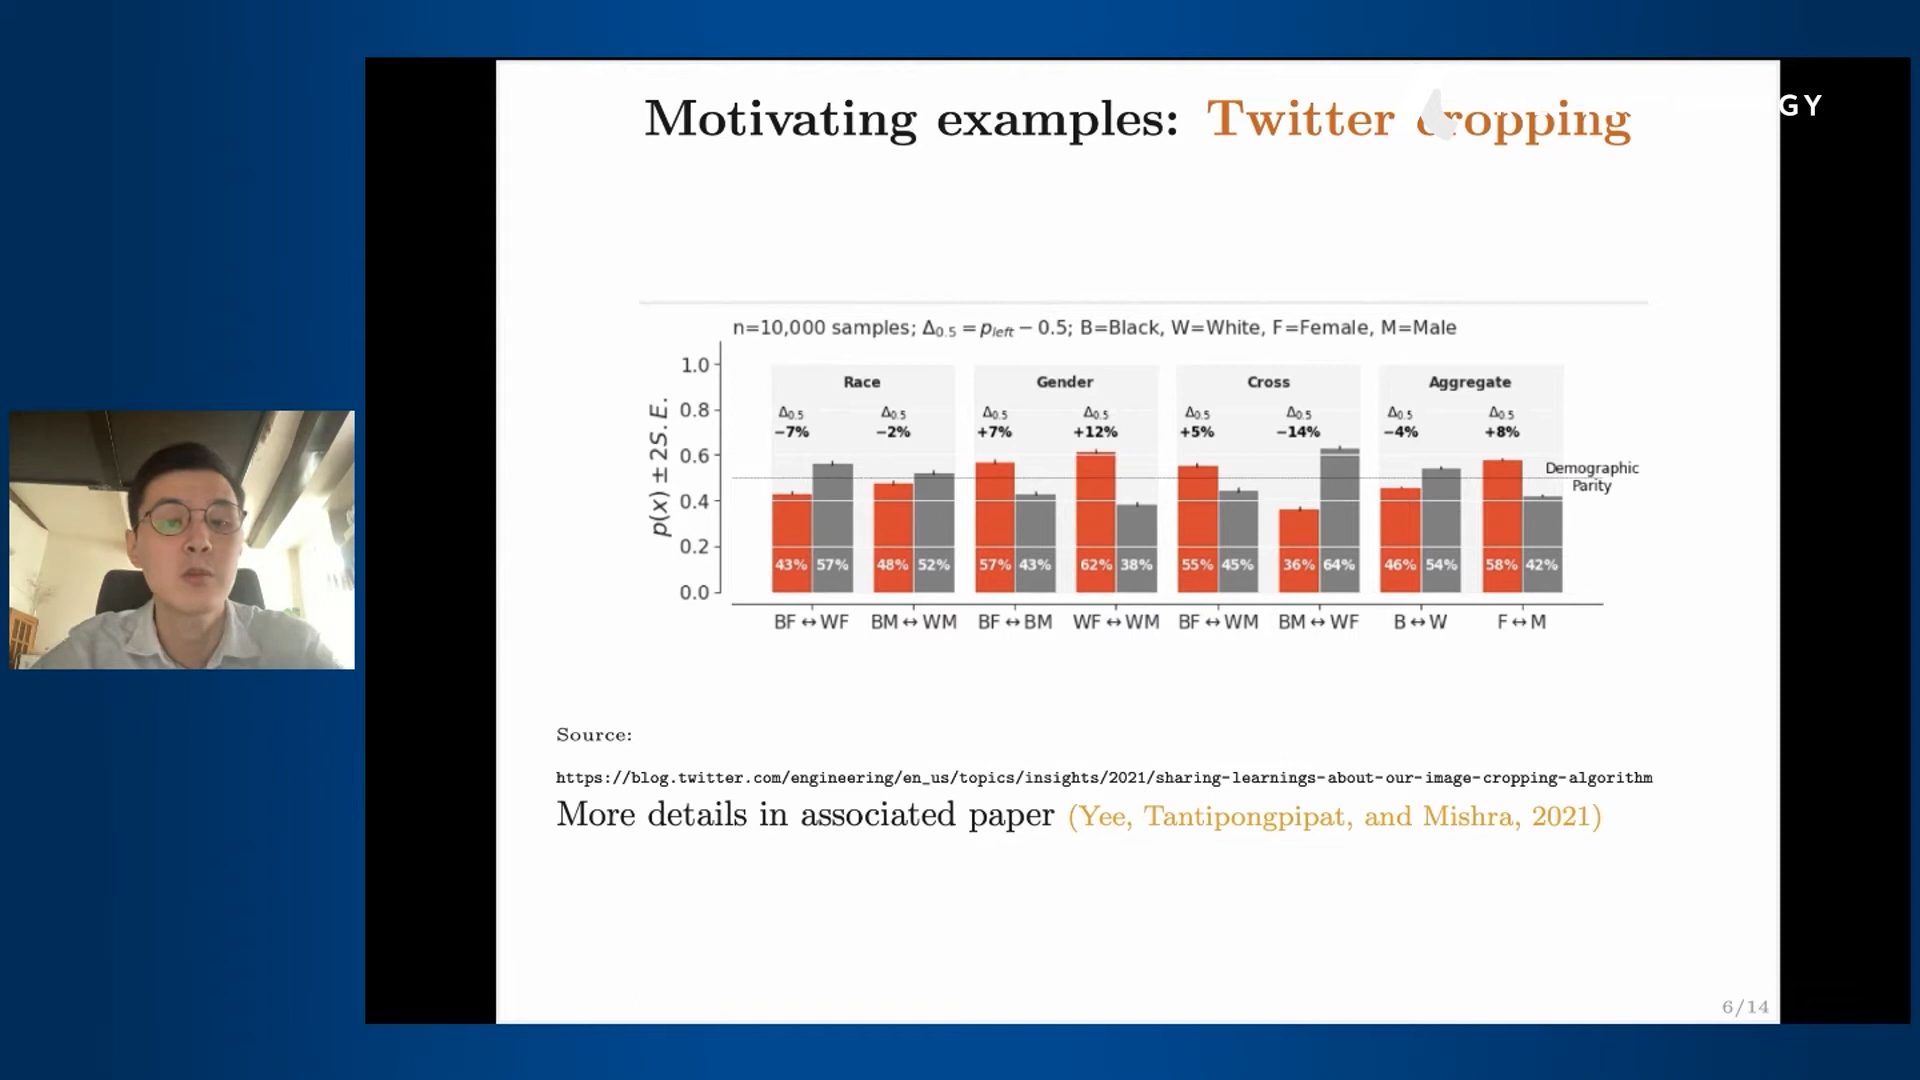 Motivating examples: Twitter cropping
GY
n=10,000 samples; Δ0.5 = pleft − 0.5; B=Black, W=White, F=Female, M=Male
p(x) ± 2S.E.
1.0
0.8
0.6
0.4
0.2
0.0
Race
Gender
Cross
Aggregate
Δ0.5 Δ0.5 Δ0.5 Δ0.5 Δ0.5 Δ0.5 Δ0.5 Δ0.5
−7% −2% +7% +12% +5% −14% −4% +8%
Demographic
Parity
43% 57% 48% 52% 57% 43% 62% 38% 55% 45% 36% 64% 46% 54% 58% 42%
BF↔WF BM↔WM BF↔BM WF↔WM BF↔WM BM↔WF B↔W F↔M
Source:
https://blog.twitter.com/engineering/en_us/topics/insights/2021/sharing-learnings-about-our-image-cropping-algorithm
More details in associated paper (Yee, Tantipongpipat, and Mishra, 2021)
6/14